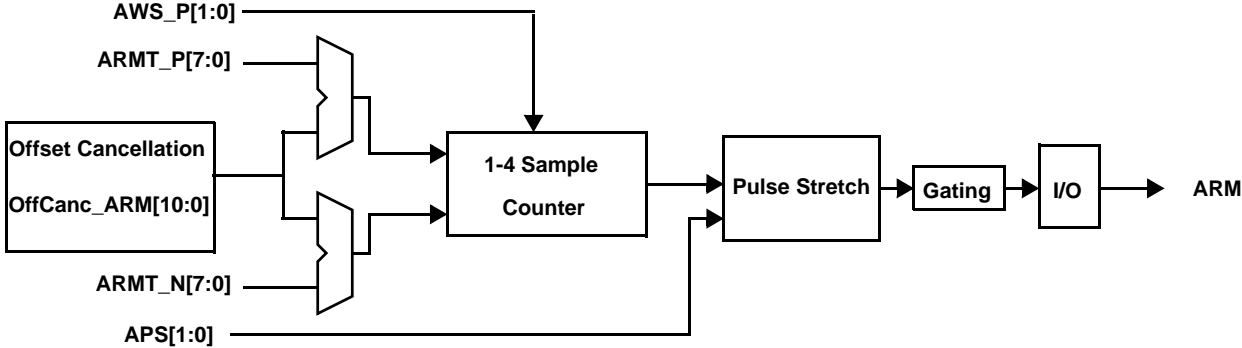 AWS_P[1:0]
ARMT_P[7:0]
Offset Cancellation
OffCanc_ARM[10:0]
ARMT_N[7:0]
APS[1:0]
1-4 Sample
Counter
Pulse Stretch
Gating
I/O
ARM